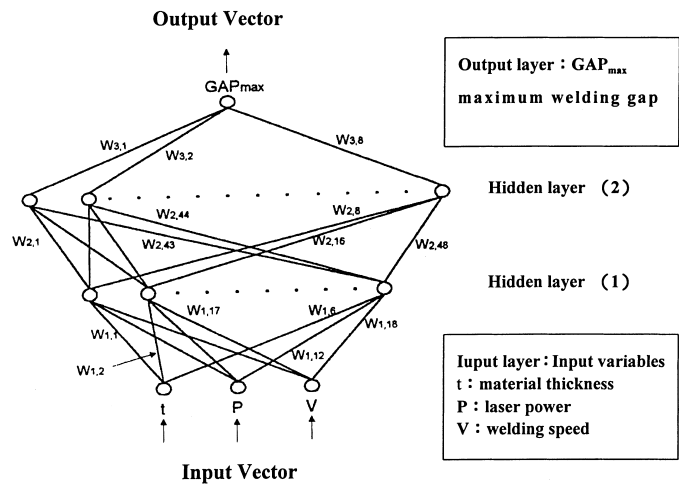 Output Vector
GAPmax
Output layer：GAPmax
maximum welding gap
W3,1
W3,2
W3,8
Hidden layer （2）
W2,44
W2,8
W2,1
W2,43
W2,16
W2,48
Hidden layer （1）
W1,1
W1,17
W1,6
W1,18
W1,2
W1,12
Iuput layer：Input variables
t：material thickness
P：laser power
V：welding speed
t
P
V
Input Vector